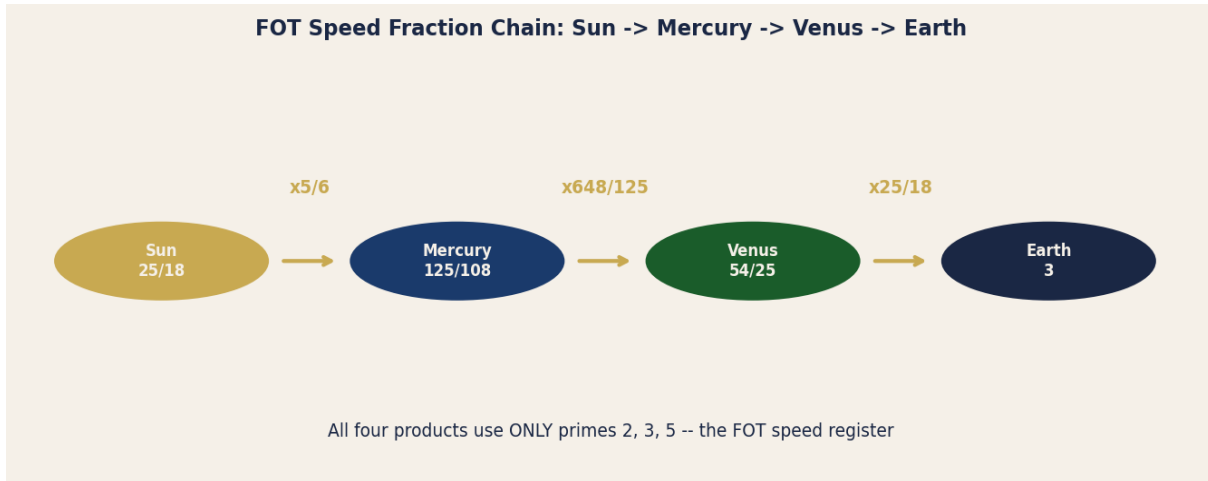 FOT Speed Fraction Chain: Sun -> Mercury -> Venus -> Earth
x5/6
x648/125
x25/18
Sun
25/18
Mercury
125/108
Venus
54/25
Earth
3
All four products use ONLY primes 2, 3, 5 -- the FOT speed register